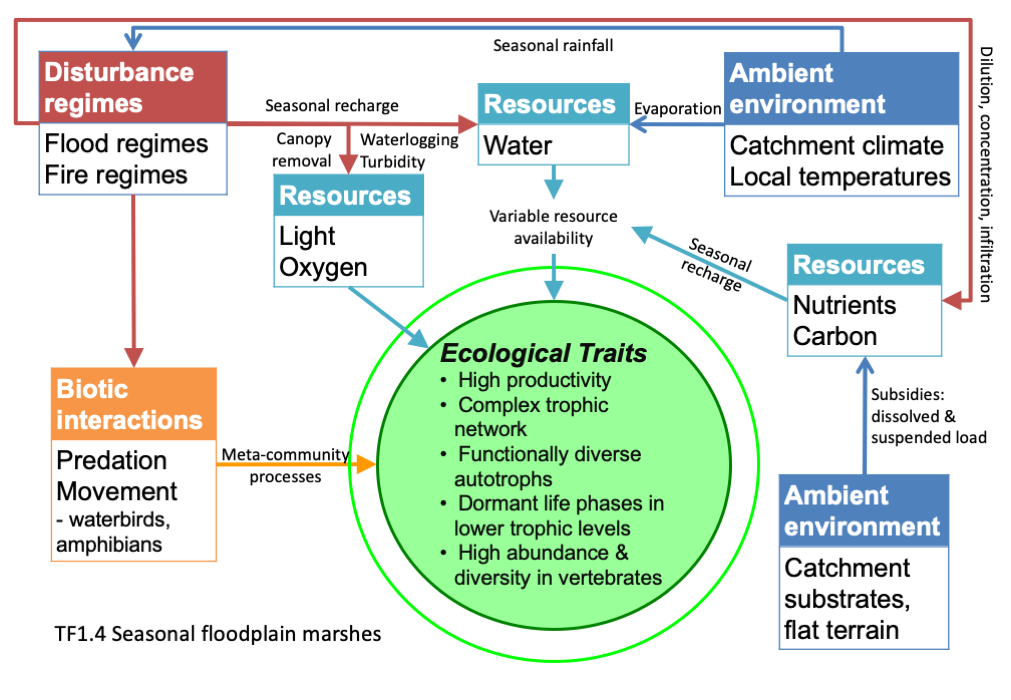 Seasonal rainfall
Disturbance
regimes
Flood regimes
Fire regimes
Seasonal recharge
Canopy
removal
Waterlogging
Turbidity
Resources
Water
Evaporation
Ambient
environment
Catchment climate
Local temperatures
Dilution, concentration, infiltration
Resources
Light
Oxygen
Variable resource
availability
Seasonal
recharge
Resources
Nutrients
Carbon
Ecological Traits
• High productivity
• Complex trophic
network
• Functionally diverse
autotrophs
• Dormant life phases in
lower trophic levels
• High abundance &
diversity in vertebrates
Biotic
interactions
Predation
Movement
- waterbirds,
amphibians
Meta-community
processes
Subsidies:
dissolved &
suspended load
Ambient
environment
Catchment
substrates,
flat terrain
TF1.4 Seasonal floodplain marshes